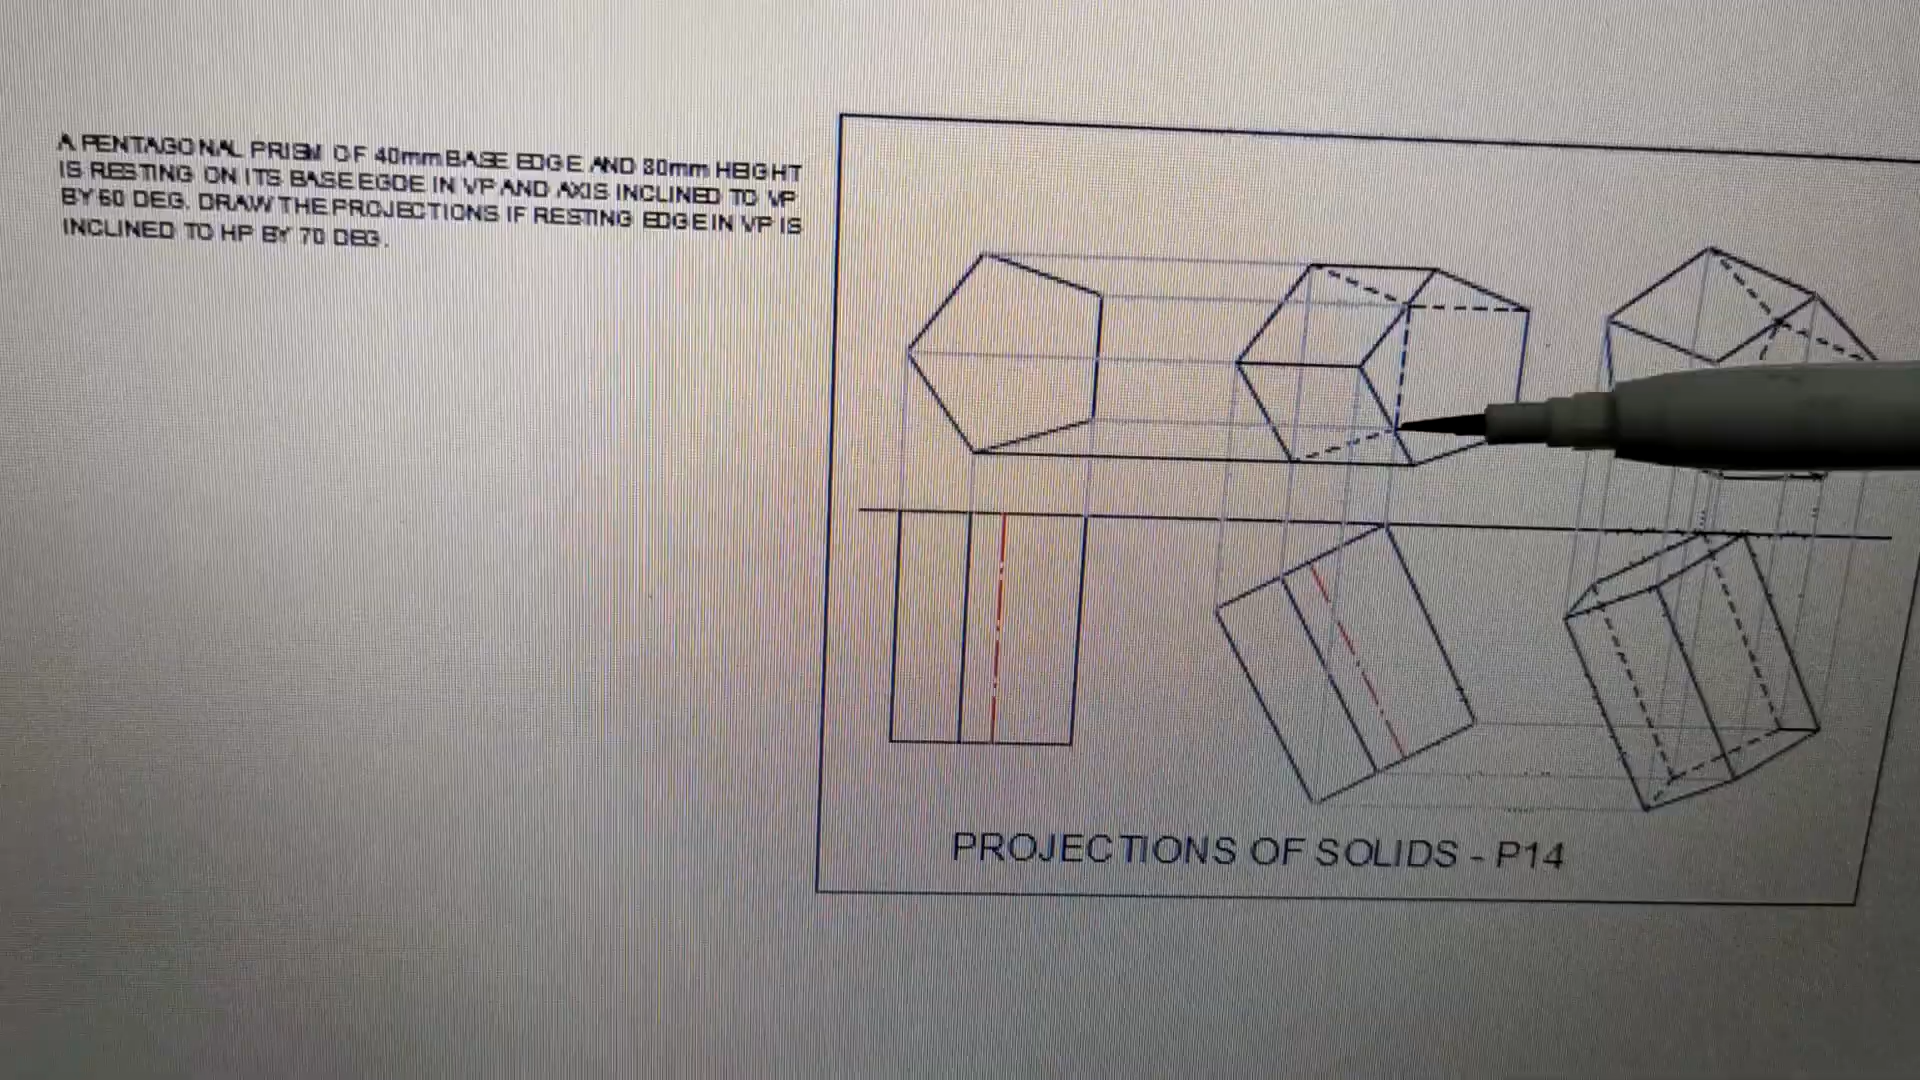 A PENTAGONAL PRISM OF 40mm BASE EDGE AND 80mm HEIGHT
IS RESTING ON ITS BASE EGDE IN VP AND AXIS INCLINED TO VP
BY 60 DEG. DRAW THE PROJECTIONS IF RESTING EDGE IN VP IS
INCLINED TO HP BY 70 DEG.
PROJECTIONS OF SOLIDS - P14